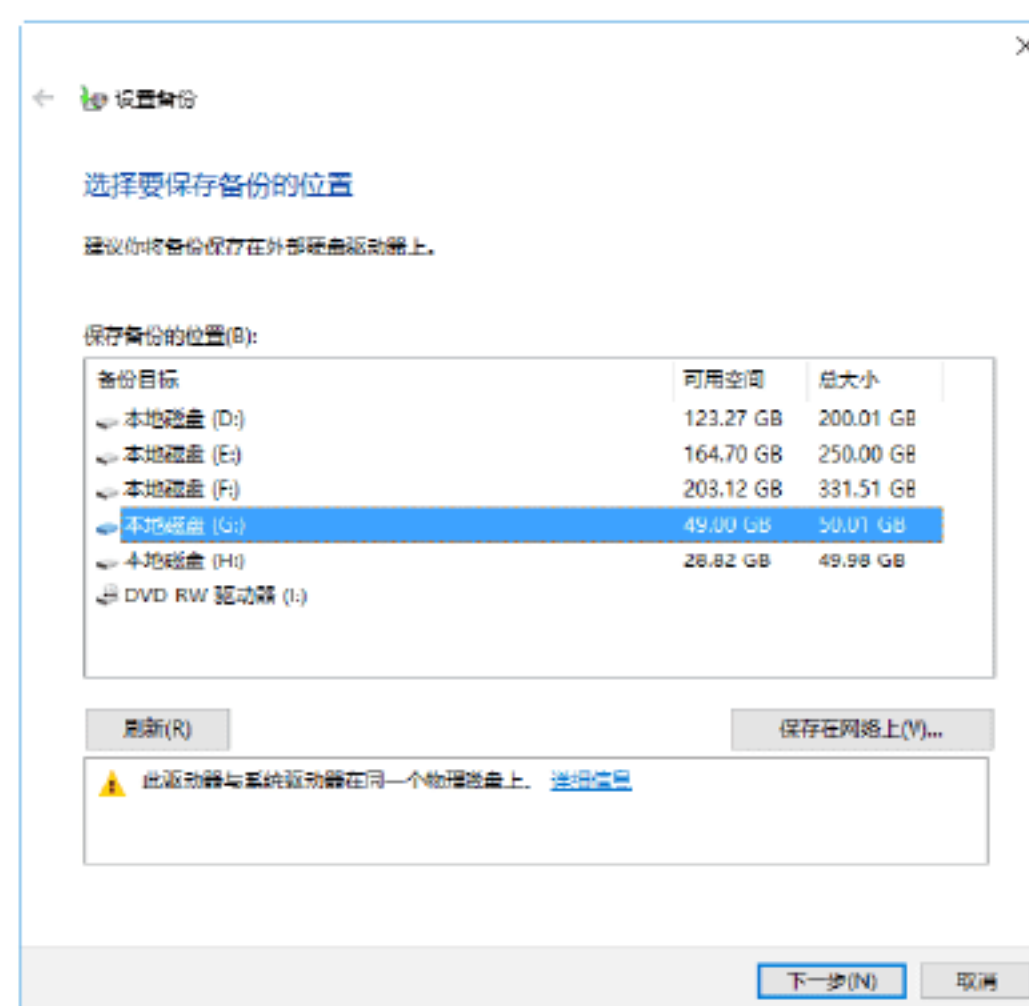 设置备份
选择要保存备份的位置
建议你将备份保存在外部硬盘驱动器上。
保存备份的位置(B):
备份目标 可用空间 总大小
本地磁盘 (D:) 123.27 GB 200.01 GB
本地磁盘 (E:) 164.70 GB 250.00 GB
本地磁盘 (F:) 203.12 GB 331.51 GB
本地磁盘 (G:) 49.00 GB 50.01 GB
本地磁盘 (H:) 28.82 GB 49.98 GB
DVD RW 驱动器 (I:)
刷新(R) 保存在网络上(V)...
此驱动器与系统驱动器在同一个物理磁盘上。 详细信息
下一步(N) 取消